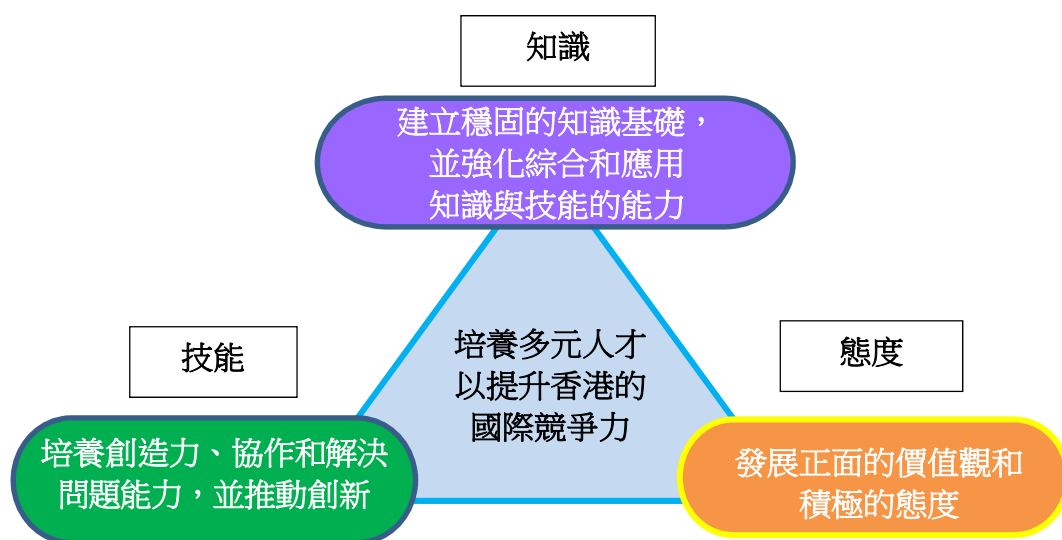 知識
建立穩固的知識基礎，
並強化綜合和應用
知識與技能的能力
培養多元人才
以提升香港的
國際競爭力
技能
態度
培養創造力、協作和解決
問題能力，並推動創新
發展正面的價值觀和
積極的態度